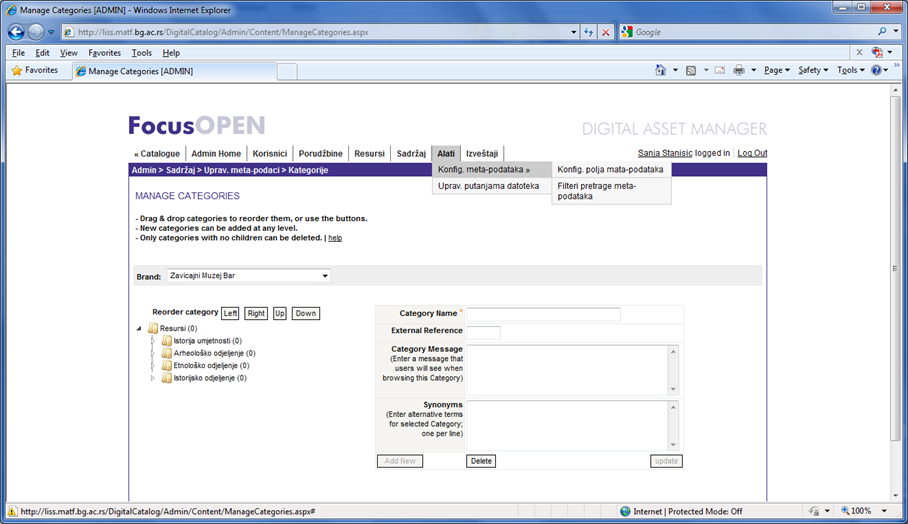 Manage Categories [ADMIN] - Windows Internet Explorer
http://liss.matf.bg.ac.rs/DigitalCatalog/Admin/Content/ManageCategories.aspx
Google
File Edit View Favorites Tools Help
Favorites Manage Categories [ADMIN] Page Safety Tools
FocusOPEN
DIGITAL ASSET MANAGER
« Catalogue Admin Home Korisnici Porudžbine Resursi Sadržaj Alati Izveštaji Sanja Stanisic logged in Log Out
Admin > Sadržaj > Uprav. meta-podaci > Kategorije
Konfig. meta-podataka »
Konfig. polja mata-podataka
Uprav. putanjama datoteka
Filteri pretrage meta-
podataka
MANAGE CATEGORIES
- Drag & drop categories to reorder them, or use the buttons.
- New categories can be added at any level.
- Only categories with no children can be deleted. | help
Brand: Zavicajni Muzej Bar
Reorder category Left Right Up Down
Resursi (0)
Istorija umjetnosti (0)
Arheološko odjeljenje (0)
Etnološko odjeljenje (0)
Istorijsko odjeljenje (0)
Category Name *
External Reference
Category Message
(Enter a message that
users will see when
browsing this Category)
Synonyms
(Enter alternative terms
for selected Category;
one per line)
Add New Delete update
http://liss.matf.bg.ac.rs/DigitalCatalog/Admin/Content/ManageCategories.aspx# Internet | Protected Mode: Off 100%